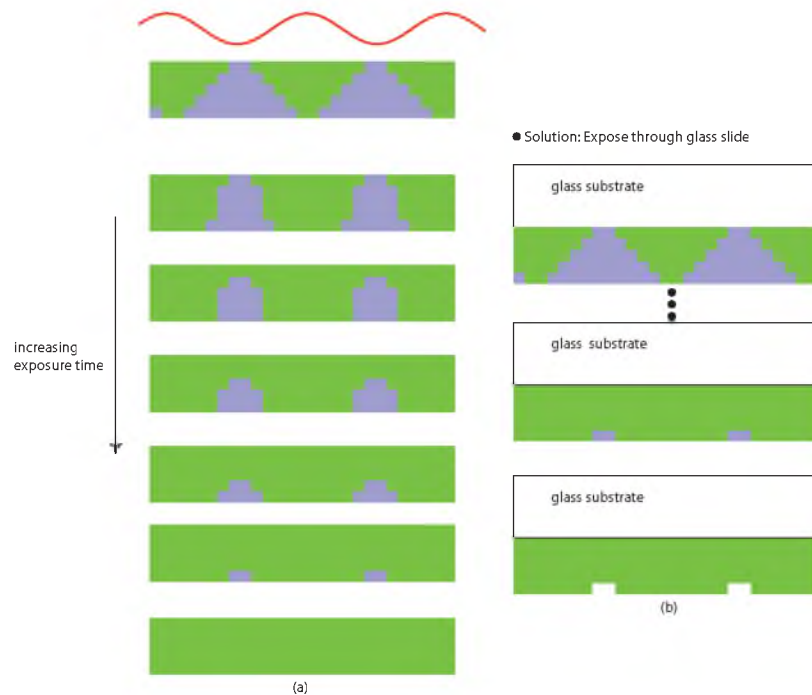 increasing
exposure time
(a)
● Solution: Expose through glass slide
glass substrate
glass substrate
glass substrate
(b)